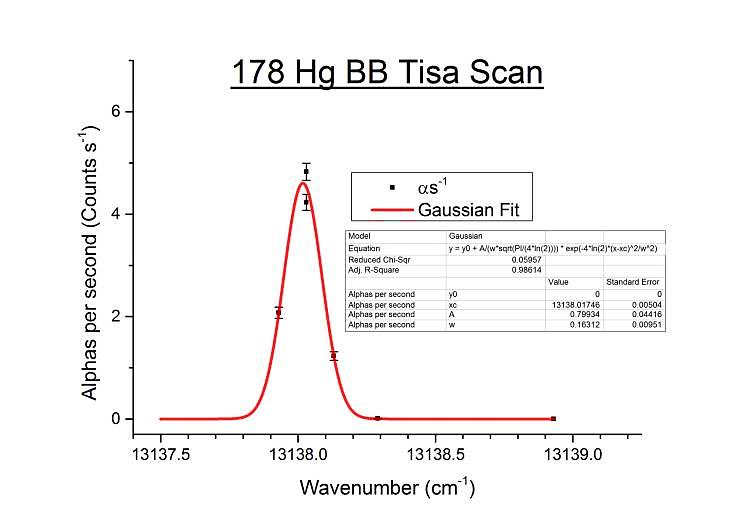 178 Hg BB Tisa Scan
Alphas per second (Counts s⁻¹)
6
4
2
0
αs⁻¹
Gaussian Fit
Model Gaussian
Equation y = y0 + A/(w*sqrt(PI/(4*ln(2)))) * exp(-4*ln(2)*(x-xc)^2/w^2)
Reduced Chi-Sqr 0.05957
Adj. R-Square 0.98614
Value Standard Error
Alphas per second y0 0 0
Alphas per second xc 13138.01746 0.00504
Alphas per second A 0.79934 0.04416
Alphas per second w 0.16312 0.00951
13137.5 13138.0 13138.5 13139.0
Wavenumber (cm⁻¹)